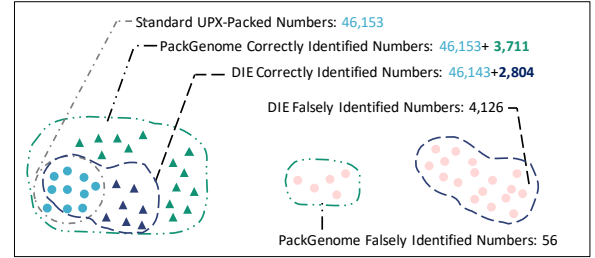 Standard UPX-Packed Numbers: 46,153
PackGenome Correctly Identified Numbers: 46,153+ 3,711
DIE Correctly Identified Numbers: 46,143+2,804
DIE Falsely Identified Numbers: 4,126
PackGenome Falsely Identified Numbers: 56